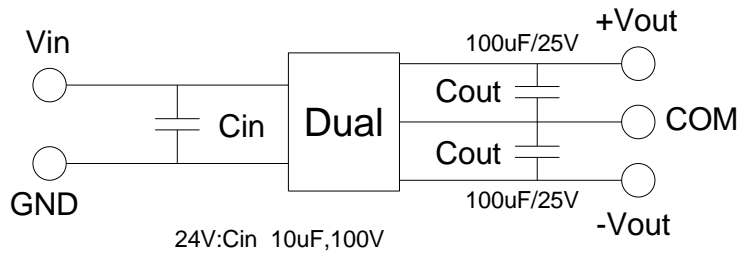 Vin
100uF/25V
+Vout
Cin
Dual
Cout
COM
Cout
GND
100uF/25V
-Vout
24V:Cin 10uF,100V